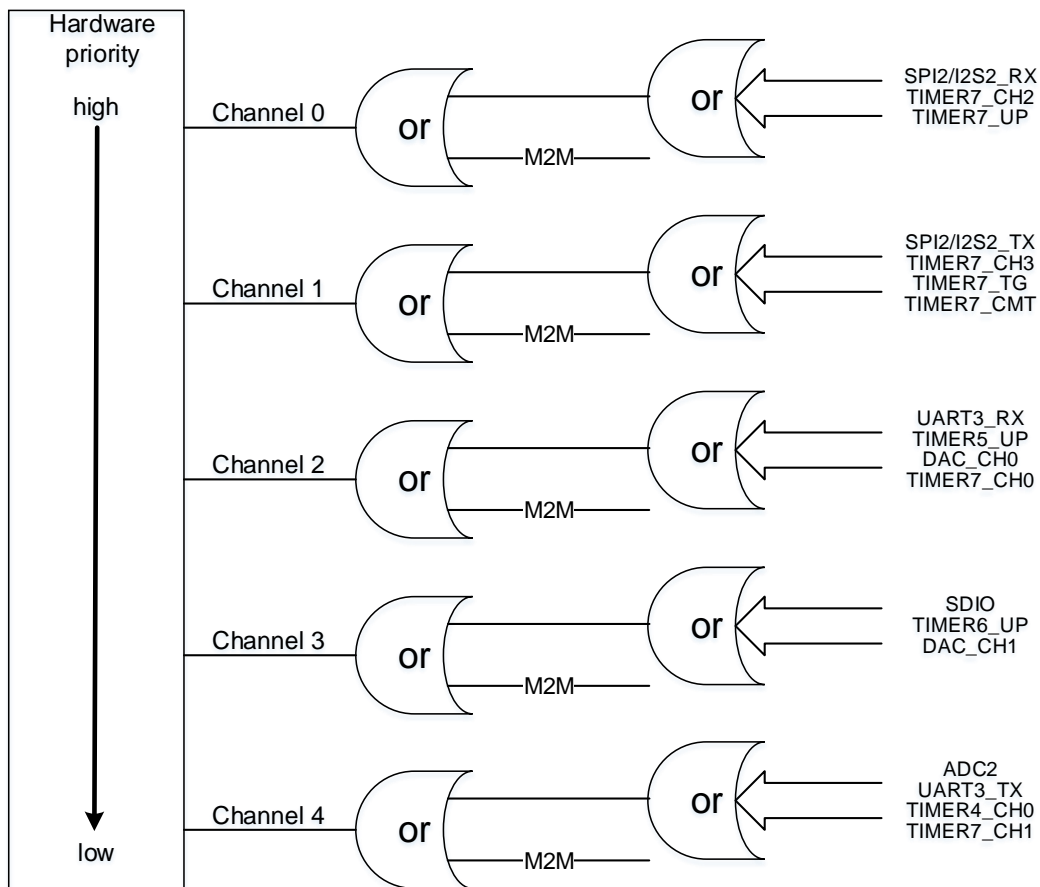 Hardware
priority
high
low
Channel 0
or
M2M
or
SPI2/I2S2_RX
TIMER7_CH2
TIMER7_UP
Channel 1
or
M2M
or
SPI2/I2S2_TX
TIMER7_CH3
TIMER7_TG
TIMER7_CMT
Channel 2
or
M2M
or
UART3_RX
TIMER5_UP
DAC_CH0
TIMER7_CH0
Channel 3
or
M2M
or
SDIO
TIMER6_UP
DAC_CH1
Channel 4
or
M2M
or
ADC2
UART3_TX
TIMER4_CH0
TIMER7_CH1